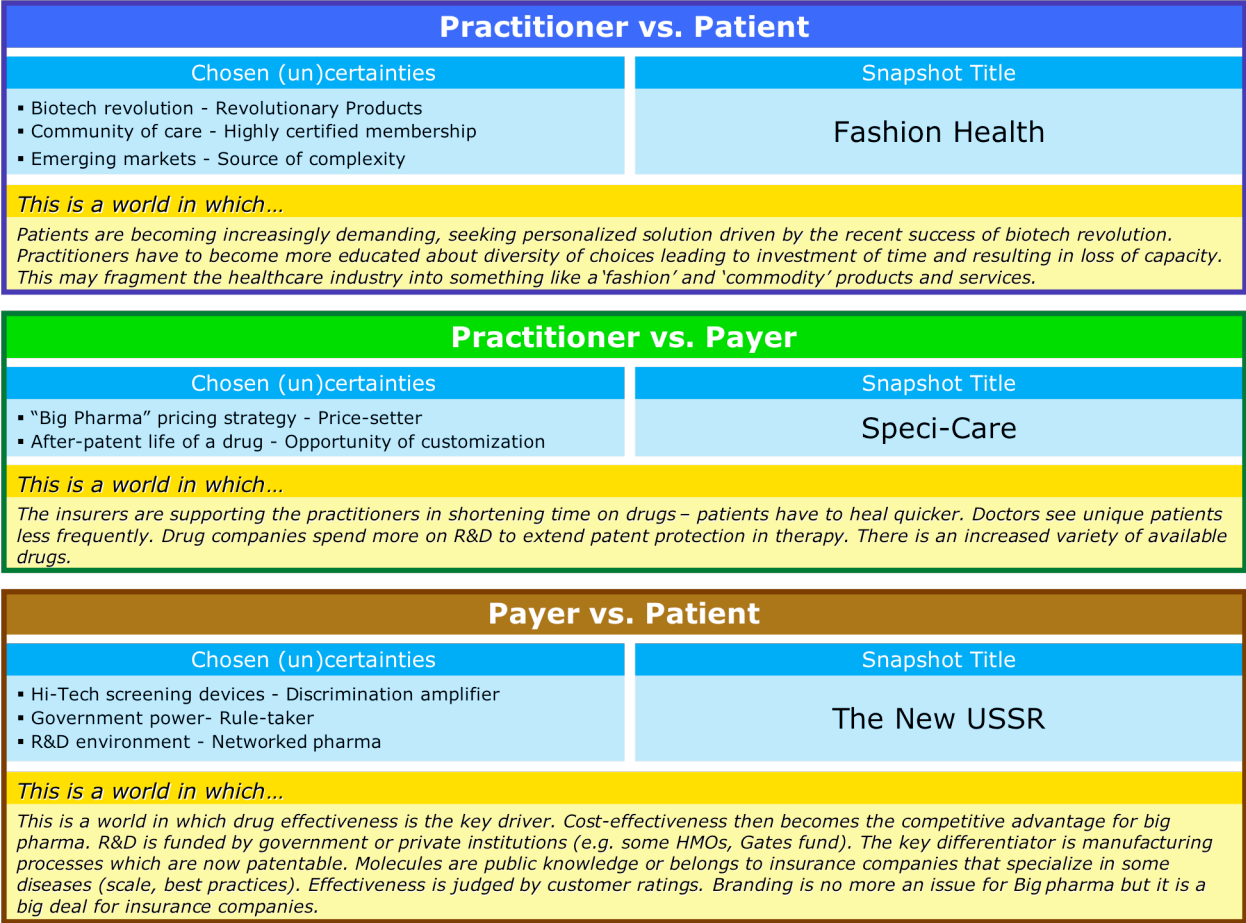 Practitioner vs. Patient
Chosen (un)certainties
Snapshot Title
▪ Biotech revolution - Revolutionary Products
▪ Community of care - Highly certified membership
▪ Emerging markets - Source of complexity
Fashion Health
This is a world in which…
Patients are becoming increasingly demanding, seeking personalized solution driven by the recent success of biotech revolution.
Practitioners have to become more educated about diversity of choices leading to investment of time and resulting in loss of capacity.
This may fragment the healthcare industry into something like a ‘fashion’ and ‘commodity’ products and services.
Practitioner vs. Payer
Chosen (un)certainties
Snapshot Title
▪ “Big Pharma” pricing strategy - Price-setter
▪ After-patent life of a drug - Opportunity of customization
Speci-Care
This is a world in which…
The insurers are supporting the practitioners in shortening time on drugs – patients have to heal quicker. Doctors see unique patients
less frequently. Drug companies spend more on R&D to extend patent protection in therapy. There is an increased variety of available
drugs.
Payer vs. Patient
Chosen (un)certainties
Snapshot Title
▪ Hi-Tech screening devices - Discrimination amplifier
▪ Government power- Rule-taker
▪ R&D environment - Networked pharma
The New USSR
This is a world in which…
This is a world in which drug effectiveness is the key driver. Cost-effectiveness then becomes the competitive advantage for big
pharma. R&D is funded by government or private institutions (e.g. some HMOs, Gates fund). The key differentiator is manufacturing
processes which are now patentable. Molecules are public knowledge or belongs to insurance companies that specialize in some
diseases (scale, best practices). Effectiveness is judged by customer ratings. Branding is no more an issue for Big pharma but it is a
big deal for insurance companies.